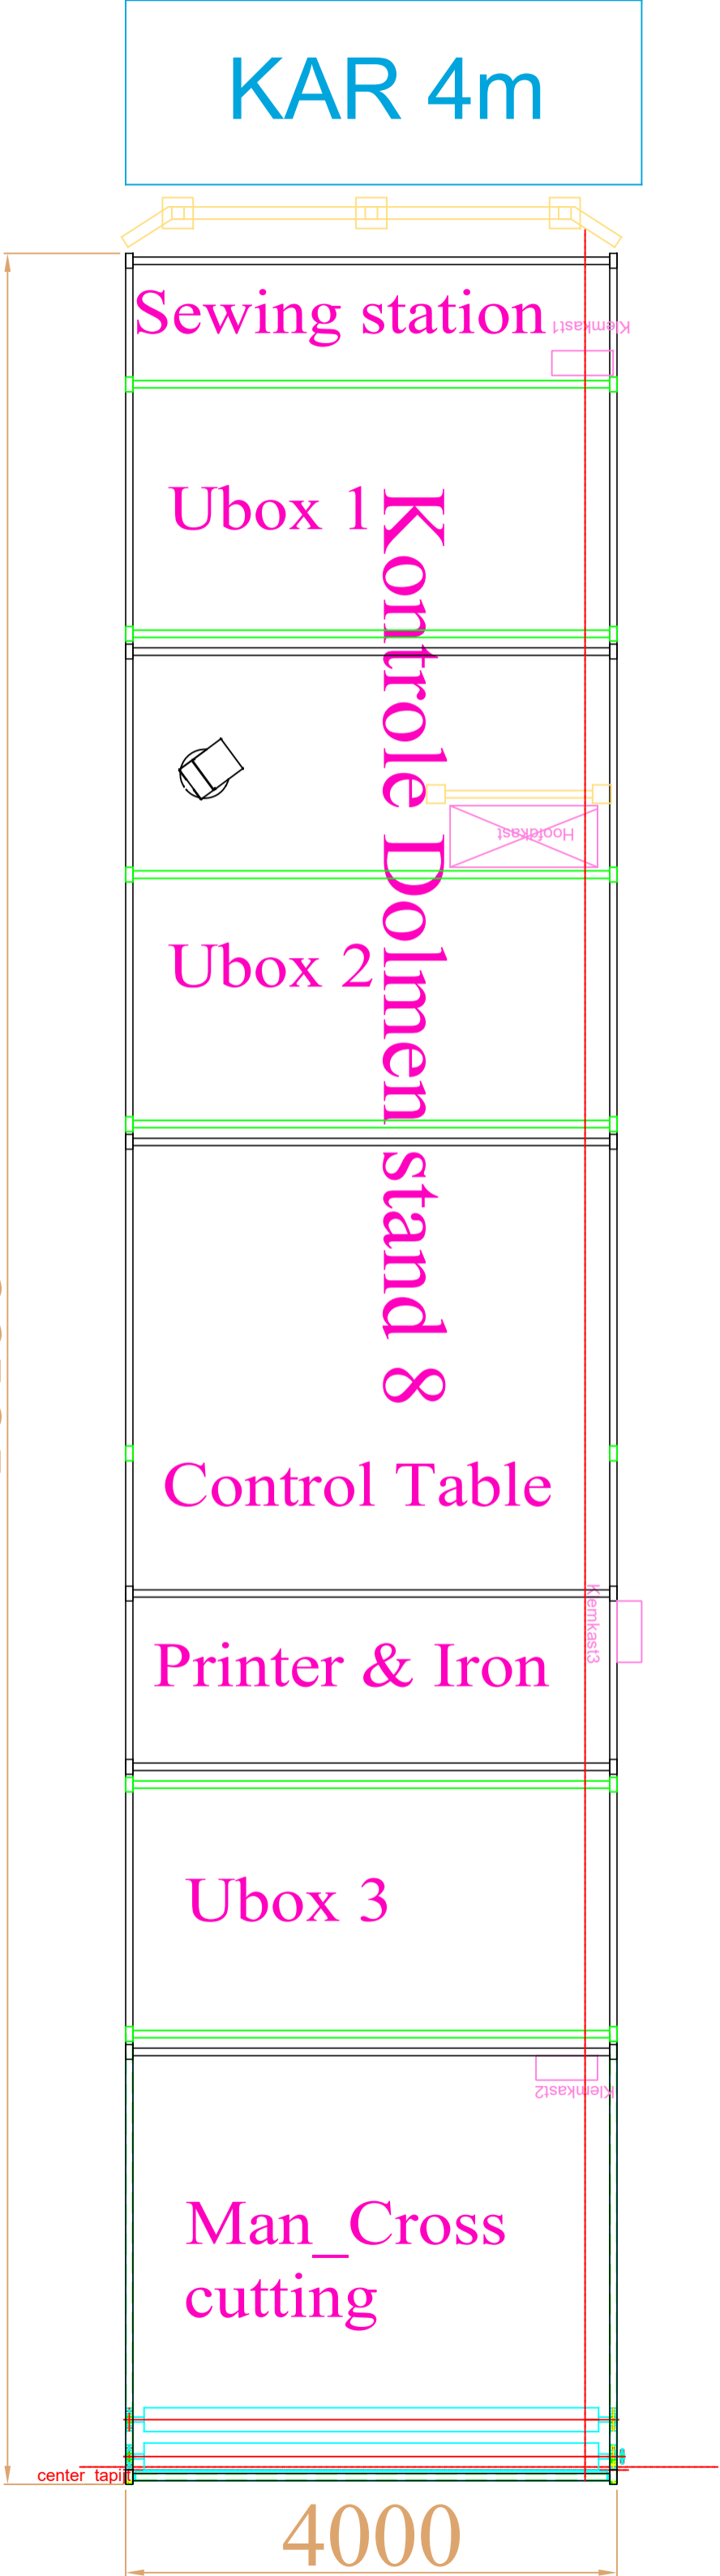 KAR 4m
Sewing station
Klemkast1
Ubox 1
Kontrole Dolmen stand 8
Hoofdkast
Ubox 2
Control Table
Klemkast3
Printer & Iron
Ubox 3
Klemkast2
Man_Cross
cutting
center tapijt
4000